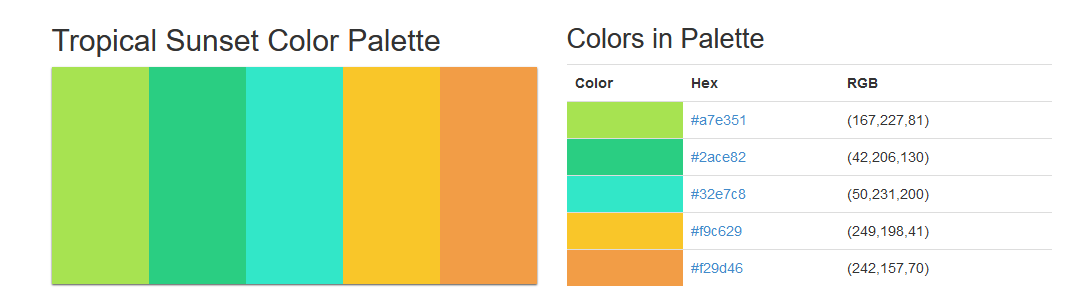 Tropical Sunset Color Palette
Colors in Palette
Color Hex RGB
#a7e351 (167,227,81)
#2ace82 (42,206,130)
#32e7c8 (50,231,200)
#f9c629 (249,198,41)
#f29d46 (242,157,70)